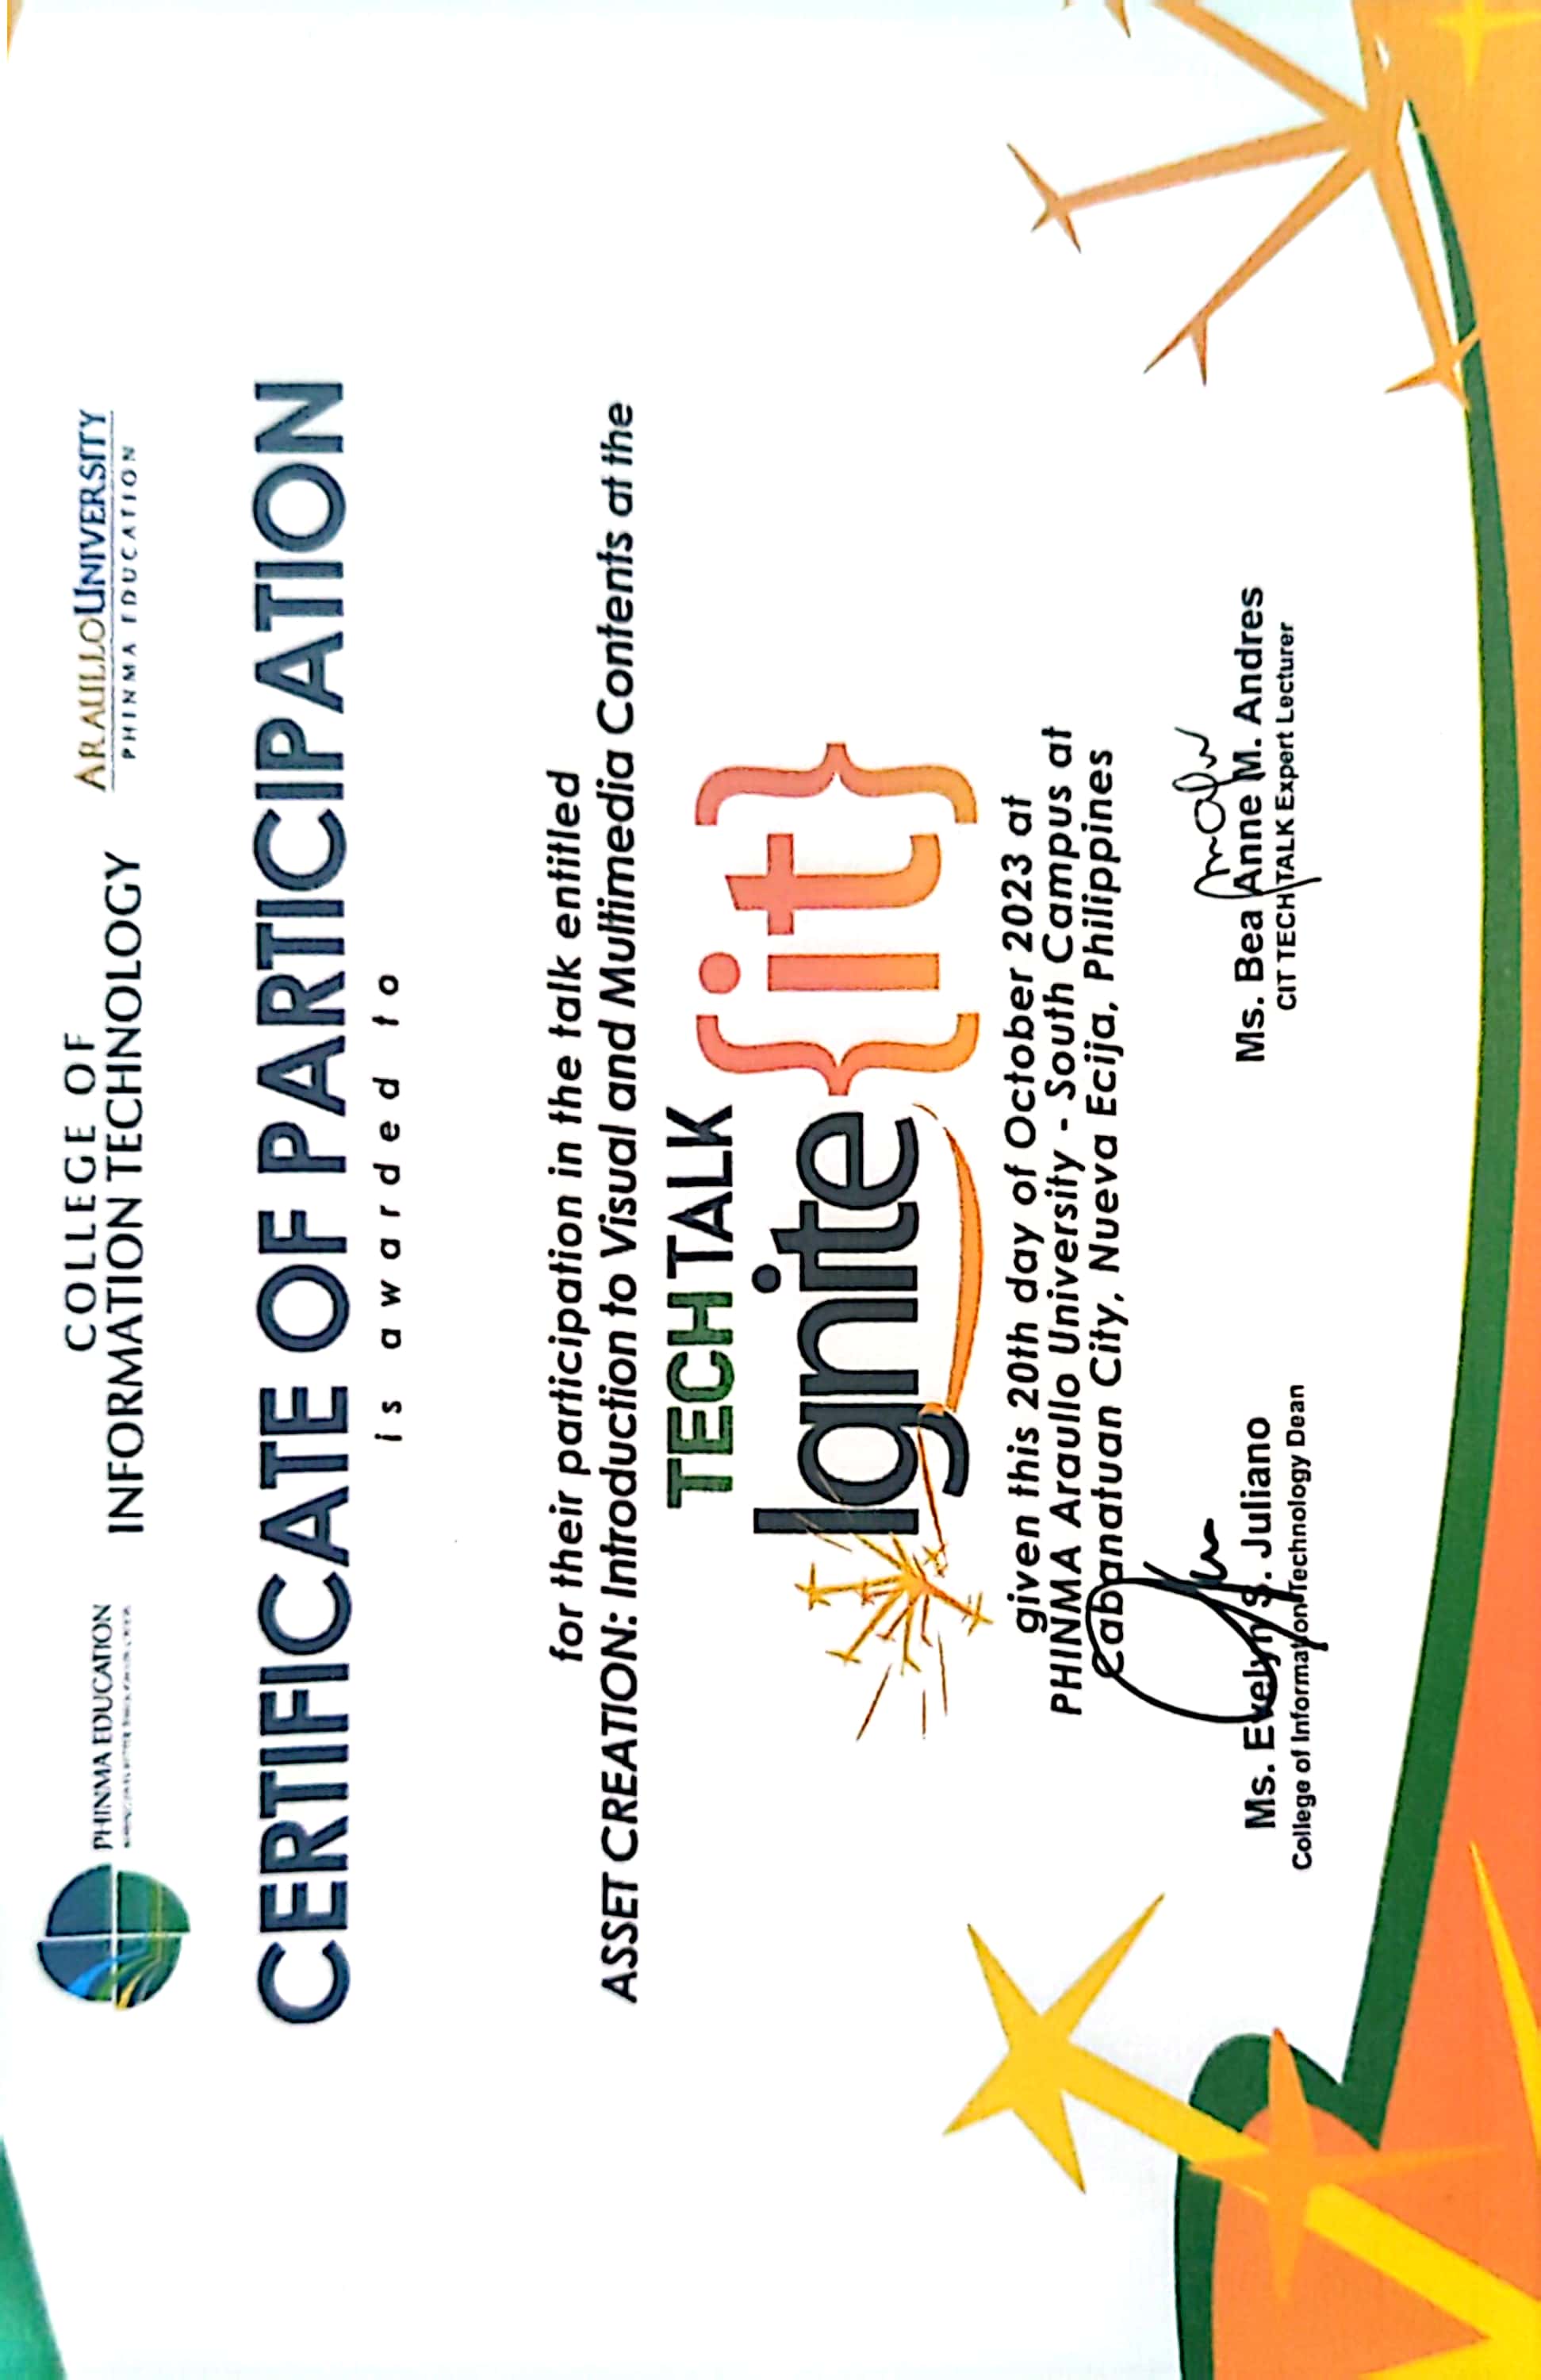 PHINMA EDUCATION
COLLEGE OF
INFORMATION TECHNOLOGY
ARAULLO UNIVERSITY
PHINMA EDUCATION
CERTIFICATE OF PARTICIPATION
is awarded to
for their participation in the talk entitled
ASSET CREATION: Introduction to Visual and Multimedia Contents at the
TECH TALK
Ignite {it}
given this 20th day of October 2023 at
PHINMA Araullo University - South Campus at
Cabanatuan City, Nueva Ecija, Philippines
Ms. Evelyn S. Juliano
College of Information Technology Dean
Ms. Bea Anne M. Andres
CIT TECH TALK Expert Lecturer